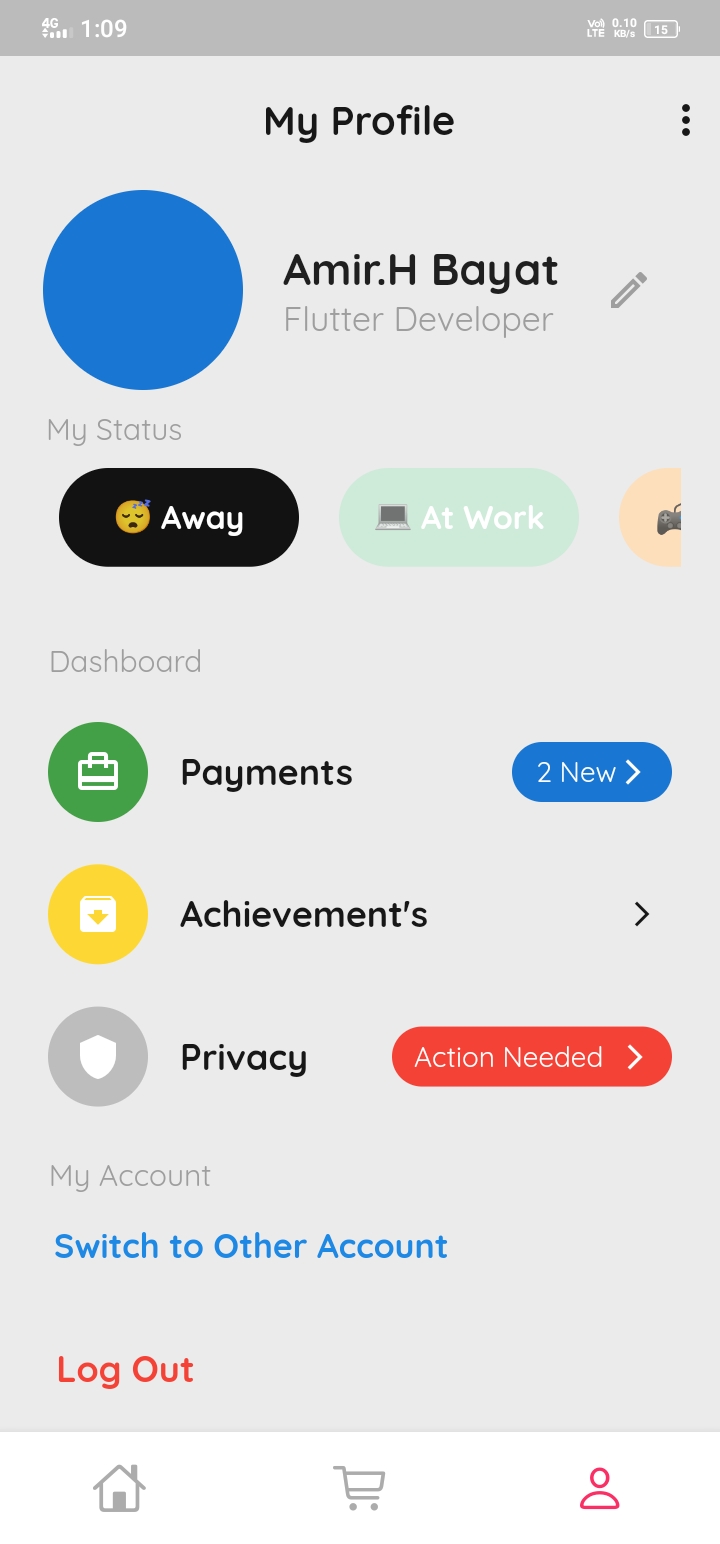 4G 1:09 Vo) LTE 0.10 KB/s 15
My Profile
Amir.H Bayat
Flutter Developer
My Status
😴 Away 💻 At Work
Dashboard
Payments 2 New
Achievement's
Privacy Action Needed
My Account
Switch to Other Account
Log Out